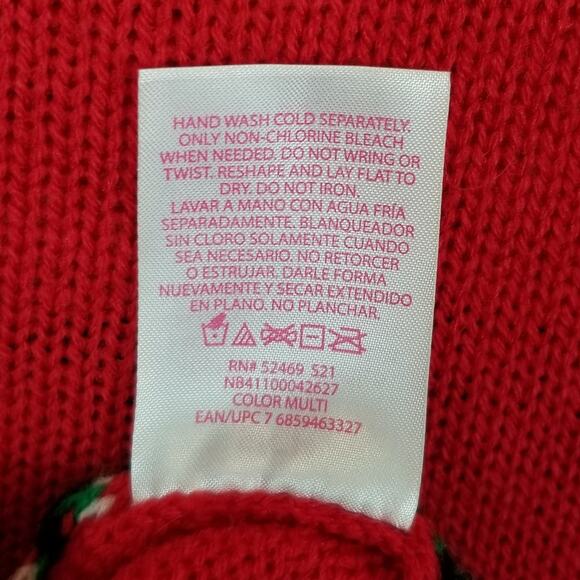 HAND WASH COLD SEPARATELY.
ONLY NON-CHLORINE BLEACH
WHEN NEEDED. DO NOT WRING OR
TWIST. RESHAPE AND LAY FLAT TO
DRY. DO NOT IRON.
LAVAR A MANO CON AGUA FRÍA
SEPARADAMENTE. BLANQUEADOR
SIN CLORO SOLAMENTE CUANDO
SEA NECESARIO. NO RETORCER
O ESTRUJAR. DARLE FORMA
NUEVAMENTE Y SECAR EXTENDIDO
EN PLANO. NO PLANCHAR.
RN# 52469 S21
NB41100042627
COLOR MULTI
EAN/UPC 7 6859463327